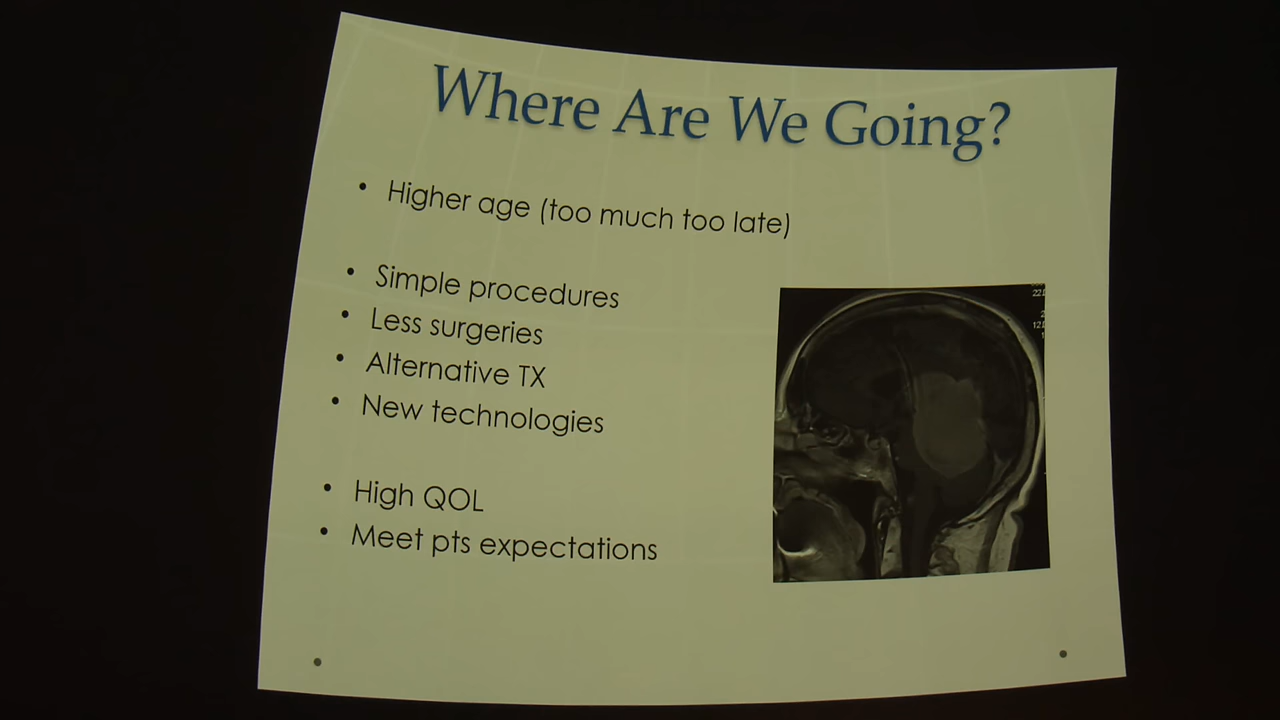 Where Are We Going?
• Higher age (too much too late)
• Simple procedures
• Less surgeries
• Alternative TX
• New technologies
• High QOL
• Meet pts expectations